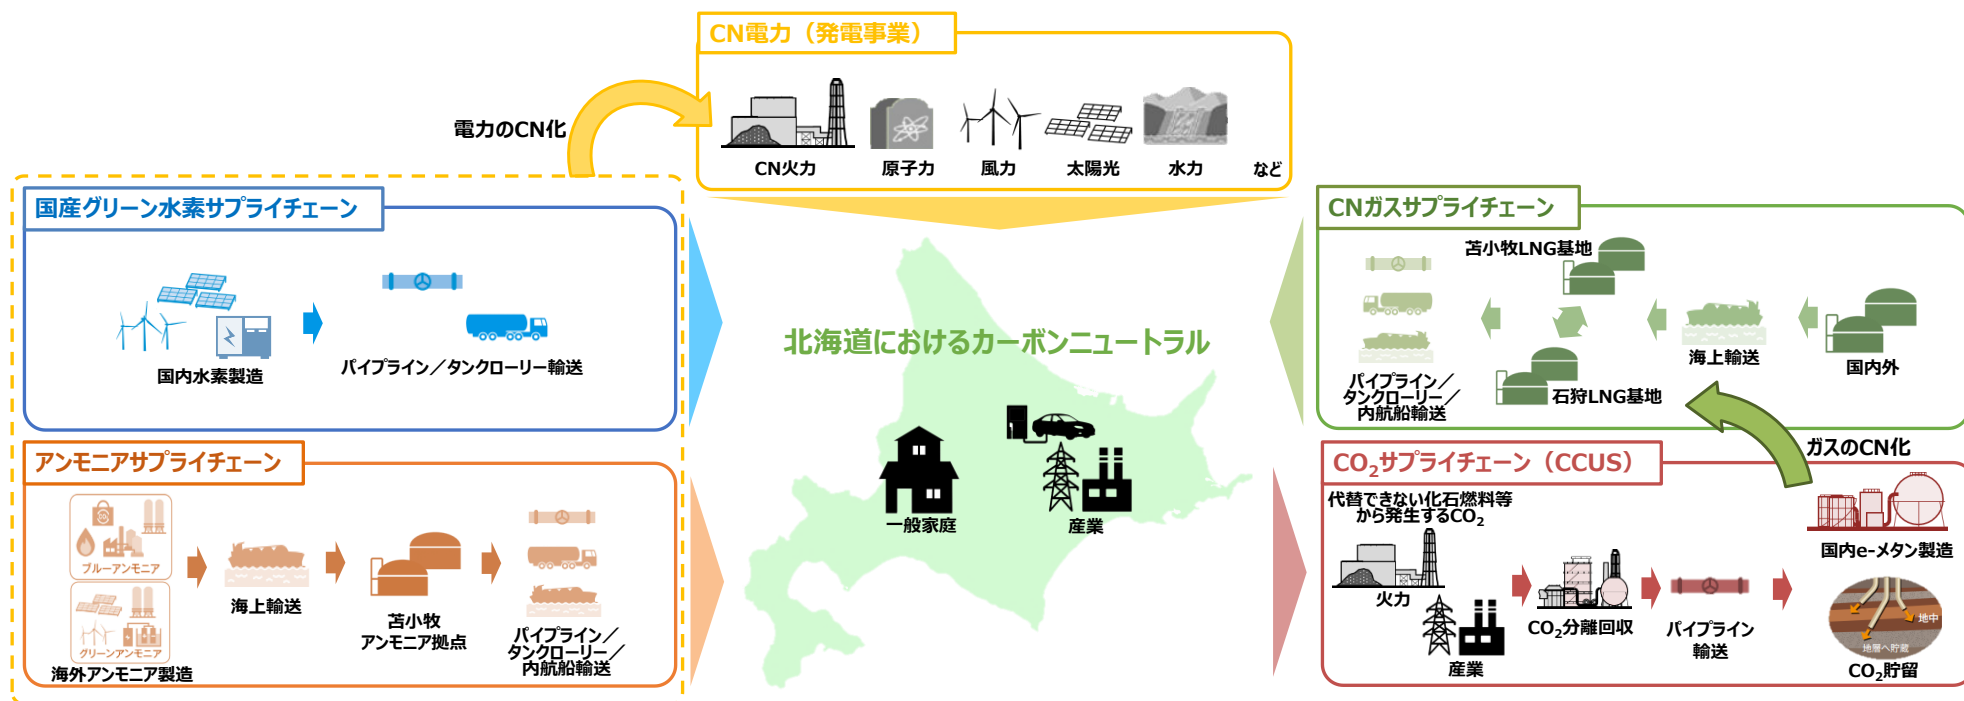 CN電力（発電事業）
電力のCN化
CN火力
原子力
風力
太陽光
水力
など
国産グリーン水素サプライチェーン
国内水素製造
パイプライン／タンクローリー輸送
アンモニアサプライチェーン
ブルーアンモニア
グリーンアンモニア
海外アンモニア製造
海上輸送
苫小牧
アンモニア拠点
パイプライン／
タンクローリー／
内航船輸送
北海道におけるカーボンニュートラル
一般家庭
産業
CNガスサプライチェーン
苫小牧LNG基地
石狩LNG基地
海上輸送
国内外
パイプライン／
タンクローリー／
内航船輸送
ガスのCN化
CO₂サプライチェーン（CCUS）
代替できない化石燃料等
から発生するCO₂
火力
産業
CO₂分離回収
パイプライン
輸送
国内e-メタン製造
地中
地層へ貯蔵
CO₂貯留